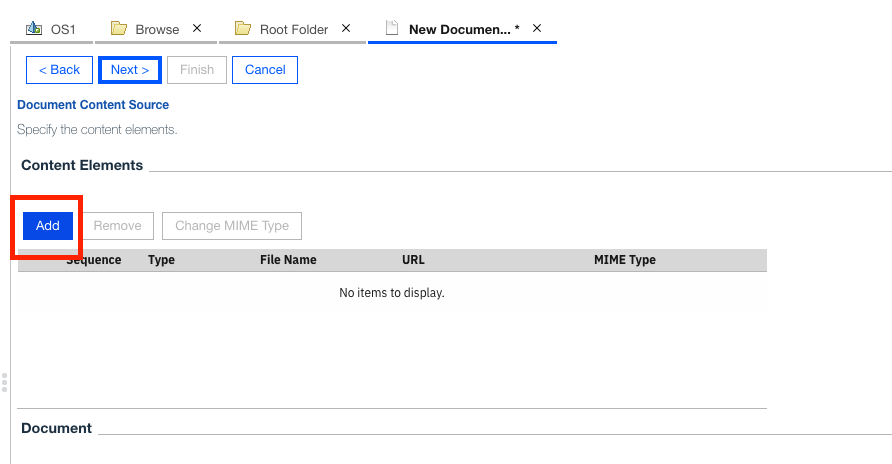 OS1 Browse × Root Folder × New Documen... * ×
< Back Next > Finish Cancel
Document Content Source
Specify the content elements.
Content Elements
Add Remove Change MIME Type
Sequence Type File Name URL MIME Type
No items to display.
Document